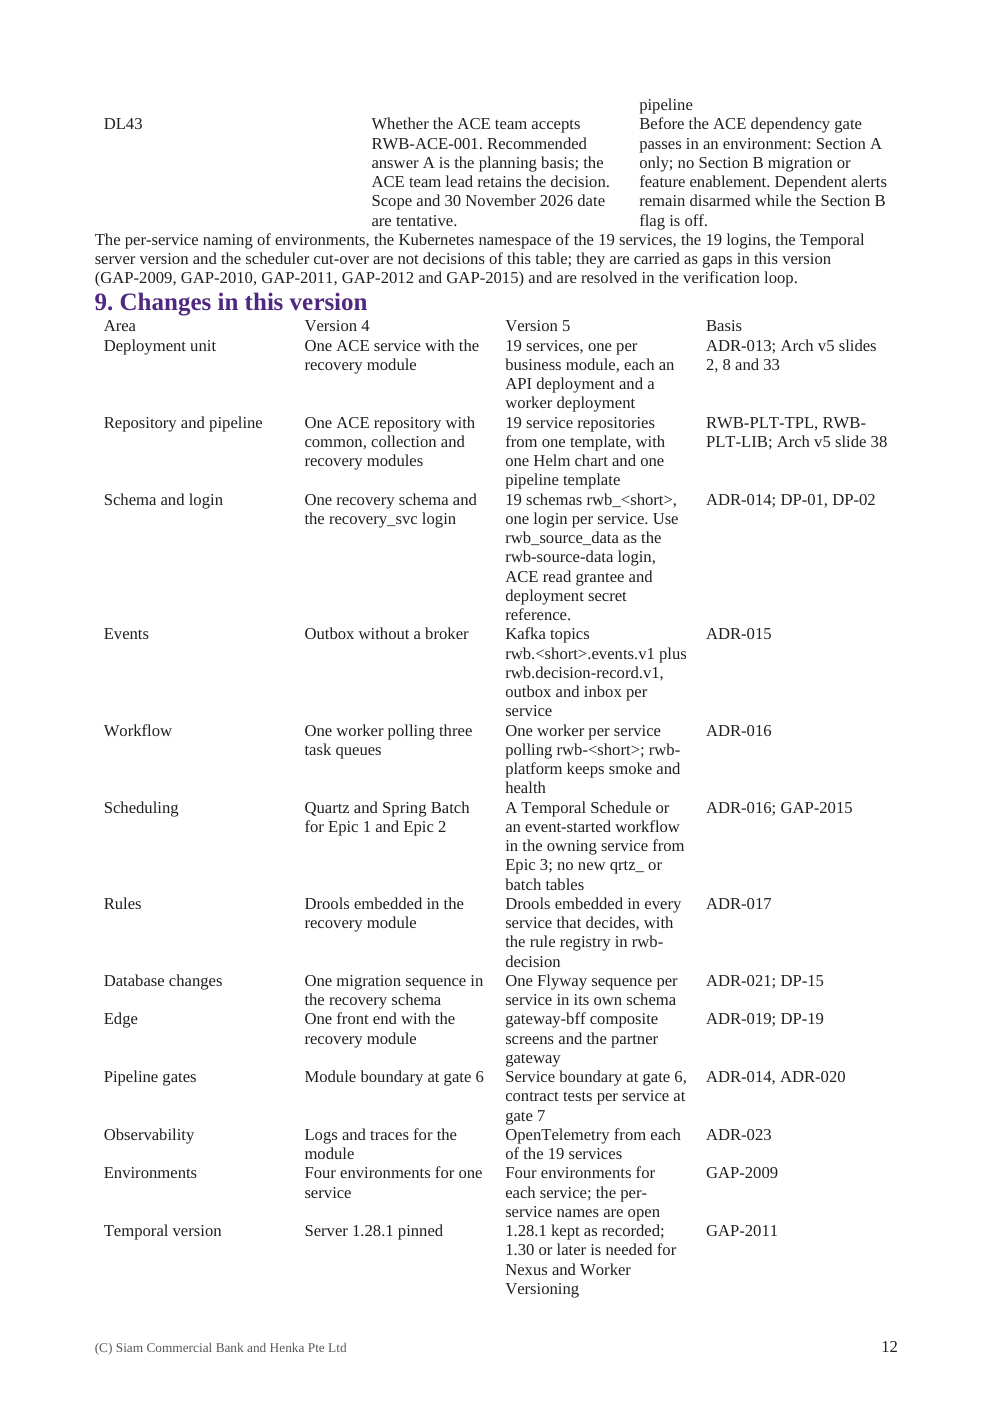 pipeline
DL43
Whether the ACE team accepts
RWB-ACE-001. Recommended
answer A is the planning basis; the
ACE team lead retains the decision.
Scope and 30 November 2026 date
are tentative.
Before the ACE dependency gate
passes in an environment: Section A
only; no Section B migration or
feature enablement. Dependent alerts
remain disarmed while the Section B
flag is off.
The per-service naming of environments, the Kubernetes namespace of the 19 services, the 19 logins, the Temporal
server version and the scheduler cut-over are not decisions of this table; they are carried as gaps in this version
(GAP-2009, GAP-2010, GAP-2011, GAP-2012 and GAP-2015) and are resolved in the verification loop.
9. Changes in this version
Area
Version 4
Version 5
Basis
Deployment unit
One ACE service with the
recovery module
19 services, one per
business module, each an
API deployment and a
worker deployment
ADR-013; Arch v5 slides
2, 8 and 33
Repository and pipeline
One ACE repository with
common, collection and
recovery modules
19 service repositories
from one template, with
one Helm chart and one
pipeline template
RWB-PLT-TPL, RWB-
PLT-LIB; Arch v5 slide 38
Schema and login
One recovery schema and
the recovery_svc login
19 schemas rwb_<short>,
one login per service. Use
rwb_source_data as the
rwb-source-data login,
ACE read grantee and
deployment secret
reference.
ADR-014; DP-01, DP-02
Events
Outbox without a broker
Kafka topics
rwb.<short>.events.v1 plus
rwb.decision-record.v1,
outbox and inbox per
service
ADR-015
Workflow
One worker polling three
task queues
One worker per service
polling rwb-<short>; rwb-
platform keeps smoke and
health
ADR-016
Scheduling
Quartz and Spring Batch
for Epic 1 and Epic 2
A Temporal Schedule or
an event-started workflow
in the owning service from
Epic 3; no new qrtz_ or
batch tables
ADR-016; GAP-2015
Rules
Drools embedded in the
recovery module
Drools embedded in every
service that decides, with
the rule registry in rwb-
decision
ADR-017
Database changes
One migration sequence in
the recovery schema
One Flyway sequence per
service in its own schema
ADR-021; DP-15
Edge
One front end with the
recovery module
gateway-bff composite
screens and the partner
gateway
ADR-019; DP-19
Pipeline gates
Module boundary at gate 6
Service boundary at gate 6,
contract tests per service at
gate 7
ADR-014, ADR-020
Observability
Logs and traces for the
module
OpenTelemetry from each
of the 19 services
ADR-023
Environments
Four environments for one
service
Four environments for
each service; the per-
service names are open
GAP-2009
Temporal version
Server 1.28.1 pinned
1.28.1 kept as recorded;
1.30 or later is needed for
Nexus and Worker
Versioning
GAP-2011
(C) Siam Commercial Bank and Henka Pte Ltd
12